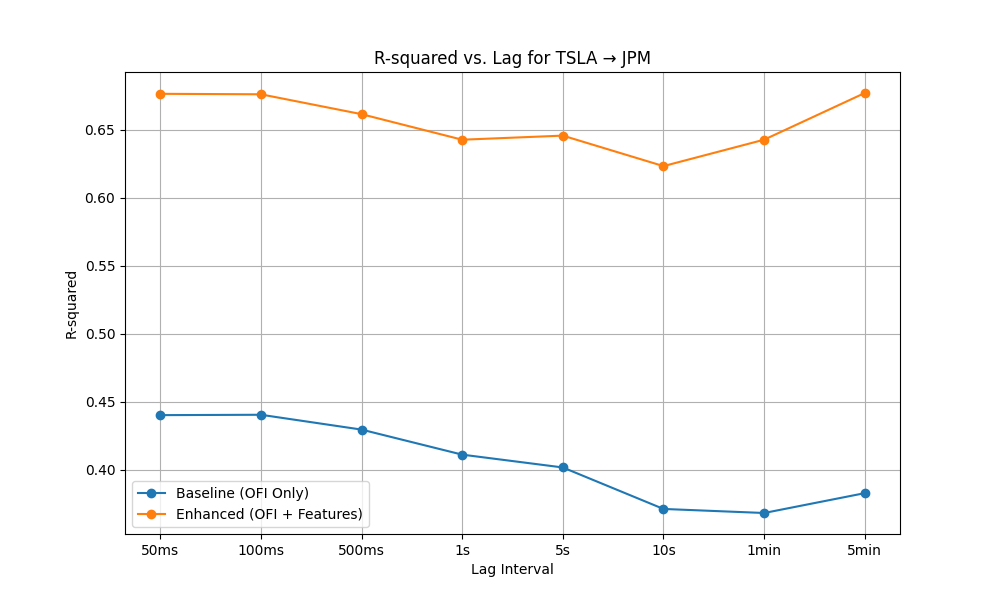 R-squared vs. Lag for TSLA → JPM
R-squared
0.65
0.60
0.55
0.50
0.45
0.40
Baseline (OFI Only)
Enhanced (OFI + Features)
50ms 100ms 500ms 1s 5s 10s 1min 5min
Lag Interval